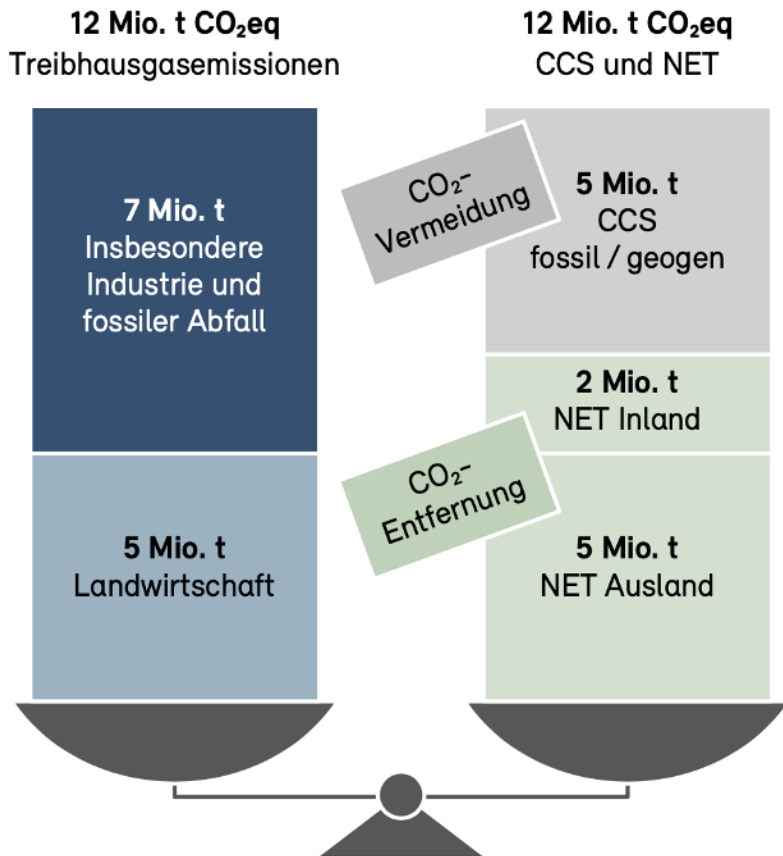 12 Mio. t CO₂eq
Treibhausgasemissionen
7 Mio. t
Insbesondere
Industrie und
fossiler Abfall
5 Mio. t
Landwirtschaft
12 Mio. t CO₂eq
CCS und NET
CO₂-
Vermeidung
5 Mio. t
CCS
fossil / geogen
2 Mio. t
NET Inland
CO₂-
Entfernung
5 Mio. t
NET Ausland